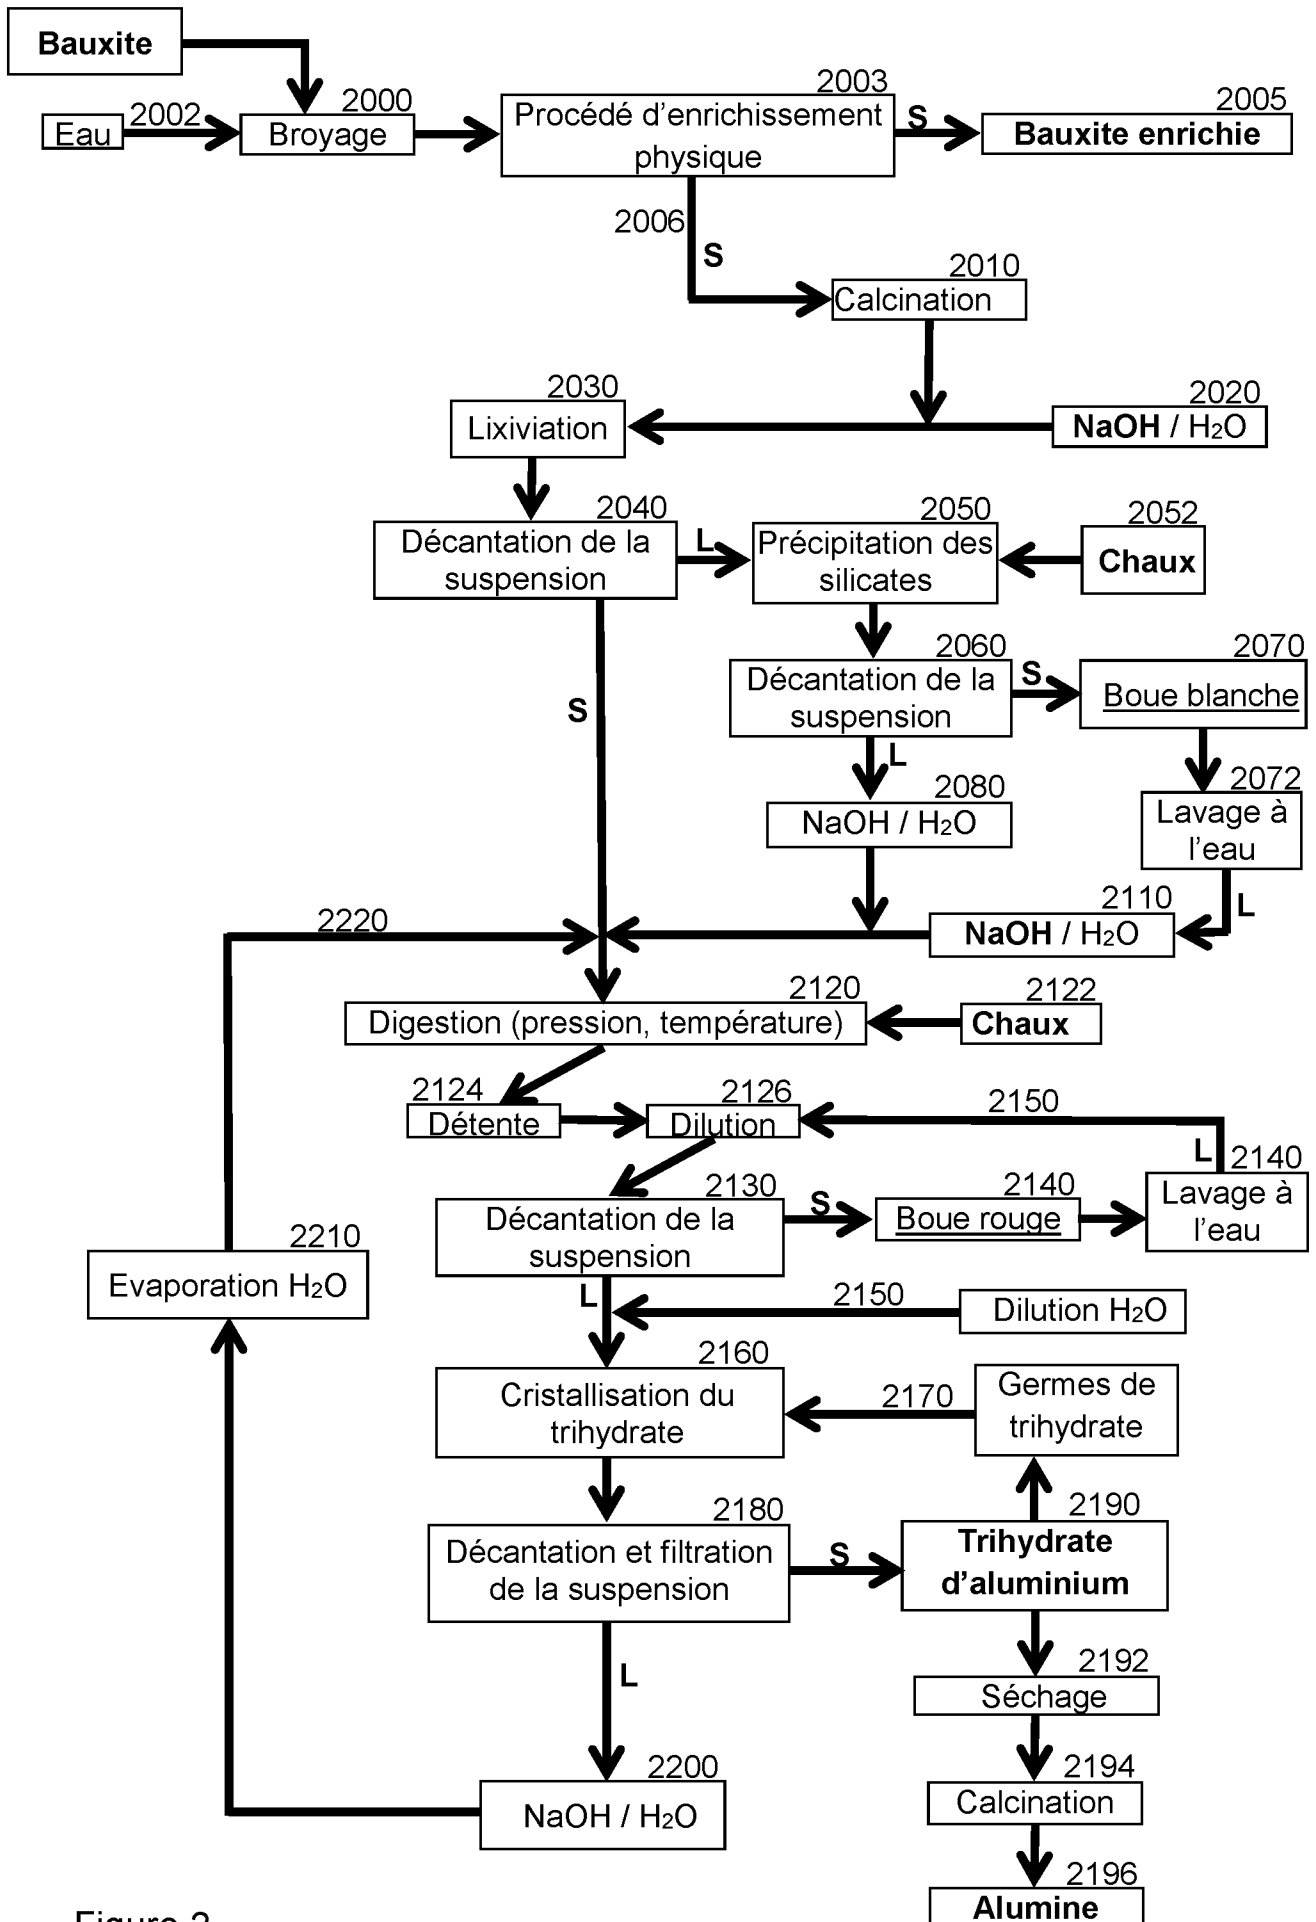 Bauxite
2003
2005
2002
2000
Procédé d'enrichissement
physique
S
Eau
Broyage
Bauxite enrichie
2006
S
2010
Calcination
2030
2020
Lixiviation
NaOH / H₂O
2040
2050
2052
Décantation de la
suspension
L
Précipitation des
silicates
Chaux
2060
2070
S
Décantation de la
suspension
S
Boue blanche
L
2080
2072
NaOH / H₂O
Lavage à
l'eau
2110
L
2220
NaOH / H₂O
2120
2122
Digestion (pression, température)
Chaux
2124
2126
2150
Détente
Dilution
L
2140
2130
2140
Lavage à
l'eau
Décantation de la
suspension
S
Boue rouge
2210
Evaporation H₂O
L
2150
Dilution H₂O
2160
Cristallisation du
trihydrate
2170
Germes de
trihydrate
2180
2190
Décantation et filtration
de la suspension
S
Trihydrate
d'aluminium
L
2192
Séchage
2200
2194
NaOH / H₂O
Calcination
2196
Alumine